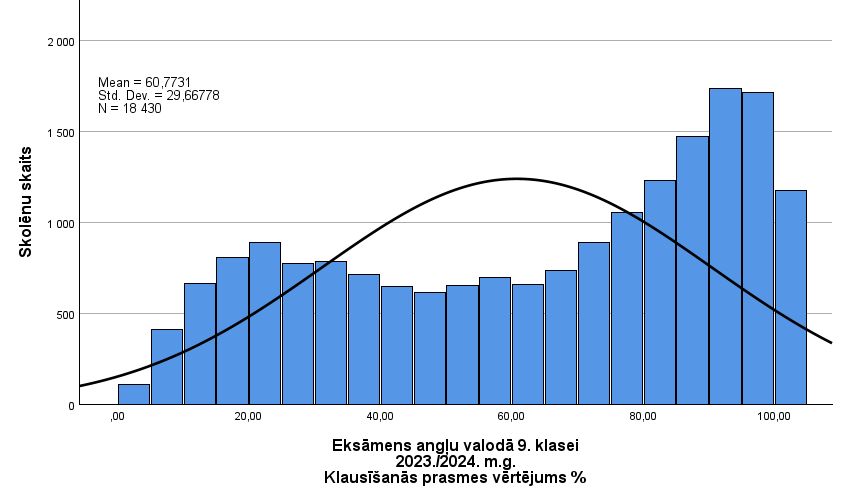 2 000
Mean = 60,7731
Std. Dev. = 29,66778
N = 18 430
1 500
Skolēnu skaits
1 000
500
0
,00
20,00
40,00
60,00
80,00
100,00
Eksāmens angļu valodā 9. klasei
2023./2024. m.g.
Klausīšanās prasmes vērtējums %